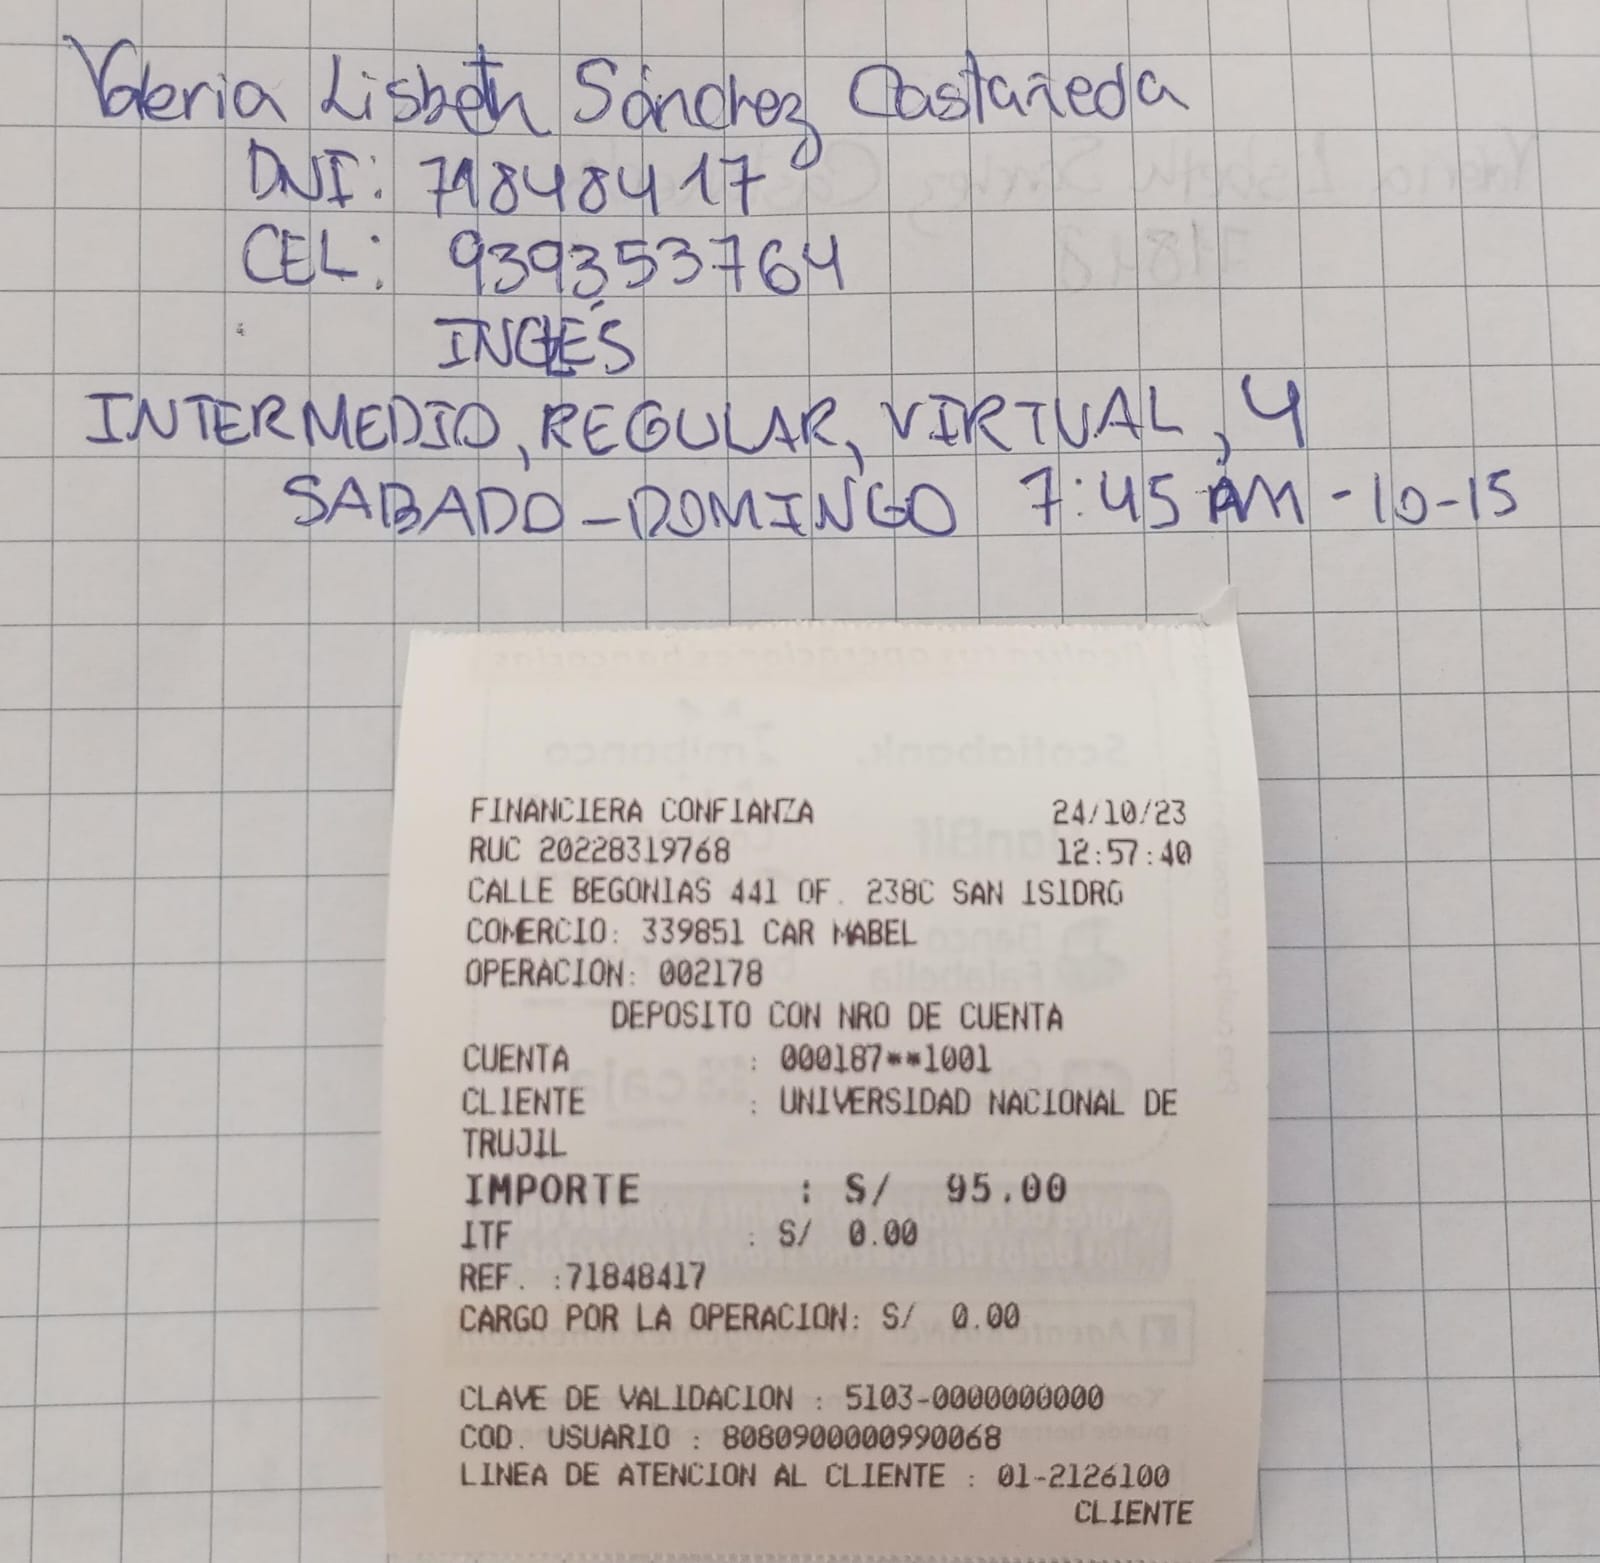 Valeria Lisbeth Sánchez Castañeda
DNI: 71848417
CEL: 939353764
INGLÉS
INTERMEDIO, REGULAR, VIRTUAL, 4
SABADO - DOMINGO 7:45 AM - 10-15
FINANCIERA CONFIANZA 24/10/23
RUC 20228319768 12:57:40
CALLE BEGONIAS 441 OF. 238C SAN ISIDRO
COMERCIO: 339851 CAR MABEL
OPERACION: 002178
DEPOSITO CON NRO DE CUENTA
CUENTA : 000187**1001
CLIENTE : UNIVERSIDAD NACIONAL DE
TRUJIL
IMPORTE : S/ 95.00
ITF : S/ 0.00
REF. :71848417
CARGO POR LA OPERACION: S/ 0.00
CLAVE DE VALIDACION : 5103-0000000000
COD. USUARIO : 8080900000990068
LINEA DE ATENCION AL CLIENTE : 01-2126100
CLIENTE